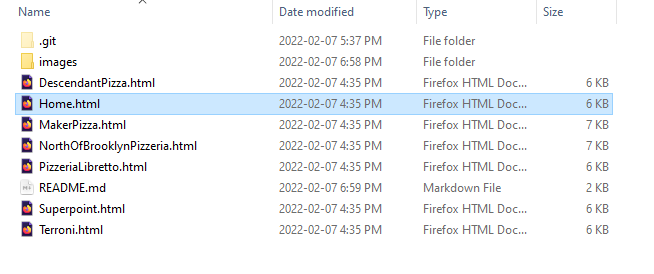 Name Date modified Type Size
.git 2022-02-07 5:37 PM File folder
images 2022-02-07 6:58 PM File folder
DescendantPizza.html 2022-02-07 4:35 PM Firefox HTML Doc... 6 KB
Home.html 2022-02-07 4:35 PM Firefox HTML Doc... 6 KB
MakerPizza.html 2022-02-07 4:35 PM Firefox HTML Doc... 7 KB
NorthOfBrooklynPizzeria.html 2022-02-07 4:35 PM Firefox HTML Doc... 7 KB
PizzeriaLibretto.html 2022-02-07 4:35 PM Firefox HTML Doc... 6 KB
README.md 2022-02-07 6:59 PM Markdown File 2 KB
Superpoint.html 2022-02-07 4:35 PM Firefox HTML Doc... 6 KB
Terroni.html 2022-02-07 4:35 PM Firefox HTML Doc... 6 KB